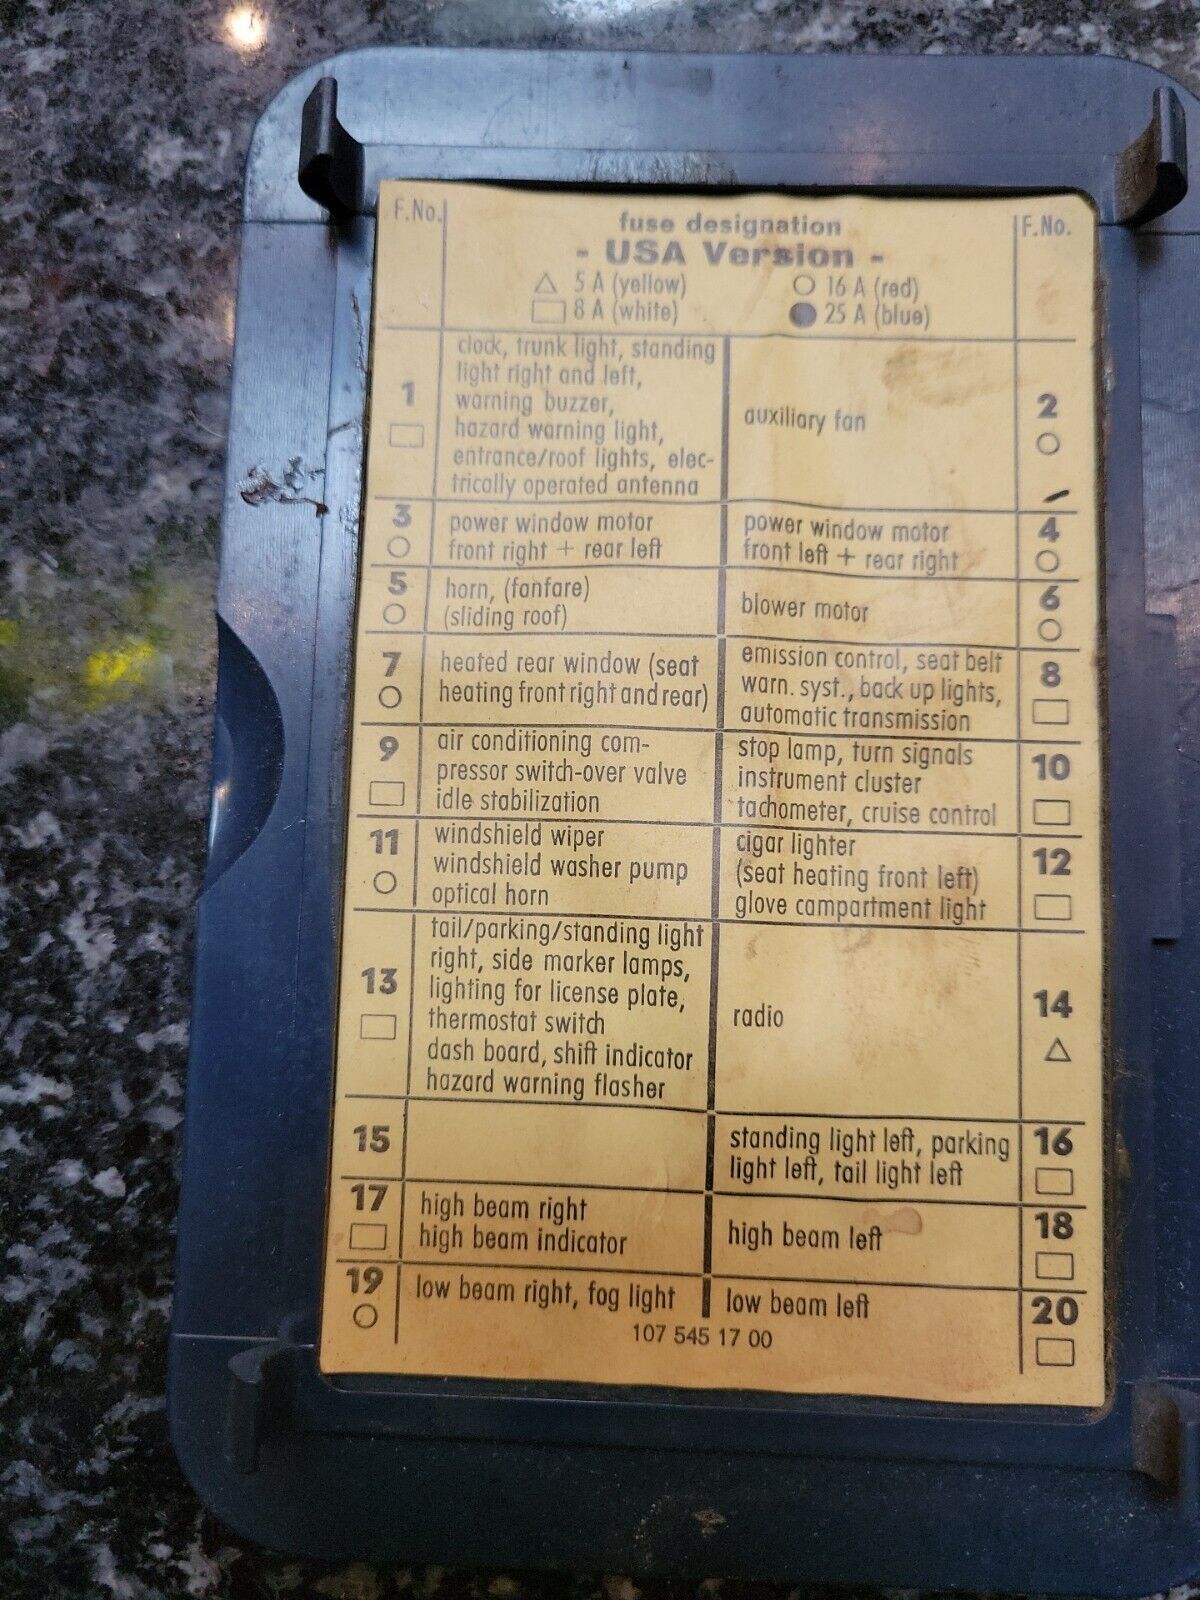 F.No.
fuse designation
- USA Version -
F.No.
△ 5 A (yellow)
○ 16 A (red)
□ 8 A (white)
● 25 A (blue)
1
□
clock, trunk light, standing
light right and left,
warning buzzer,
hazard warning light,
entrance/roof lights, elec-
trically operated antenna
auxiliary fan
2
○
3
○
power window motor
front right + rear left
power window motor
front left + rear right
4
○
5
○
horn, (fanfare)
(sliding roof)
blower motor
6
○
7
○
heated rear window (seat
heating front right and rear)
emission control, seat belt
warn. syst., back up lights,
automatic transmission
8
□
9
□
air conditioning com-
pressor switch-over valve
idle stabilization
stop lamp, turn signals
instrument cluster
tachometer, cruise control
10
□
11
○
windshield wiper
windshield washer pump
optical horn
cigar lighter
(seat heating front left)
glove campartment light
12
□
13
□
tail/parking/standing light
right, side marker lamps,
lighting for license plate,
thermostat switch
dash board, shift indicator
hazard warning flasher
radio
14
△
15
standing light left, parking
light left, tail light left
16
□
17
□
high beam right
high beam indicator
high beam left
18
□
19
○
low beam right, fog light
low beam left
20
□
107 545 17 00